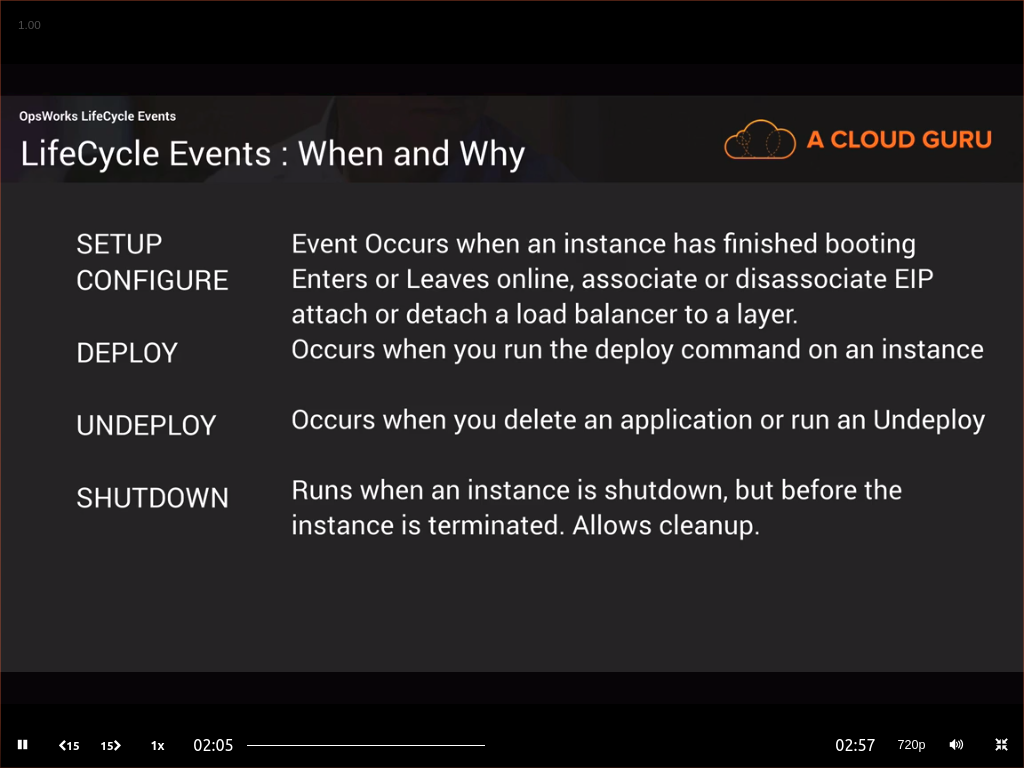 1.00
OpsWorks LifeCycle Events
LifeCycle Events : When and Why
A CLOUD GURU
SETUP Event Occurs when an instance has finished booting
CONFIGURE Enters or Leaves online, associate or disassociate EIP
attach or detach a load balancer to a layer.
DEPLOY Occurs when you run the deploy command on an instance
UNDEPLOY Occurs when you delete an application or run an Undeploy
SHUTDOWN Runs when an instance is shutdown, but before the
instance is terminated. Allows cleanup.
15 15 1x 02:05 02:57 720p